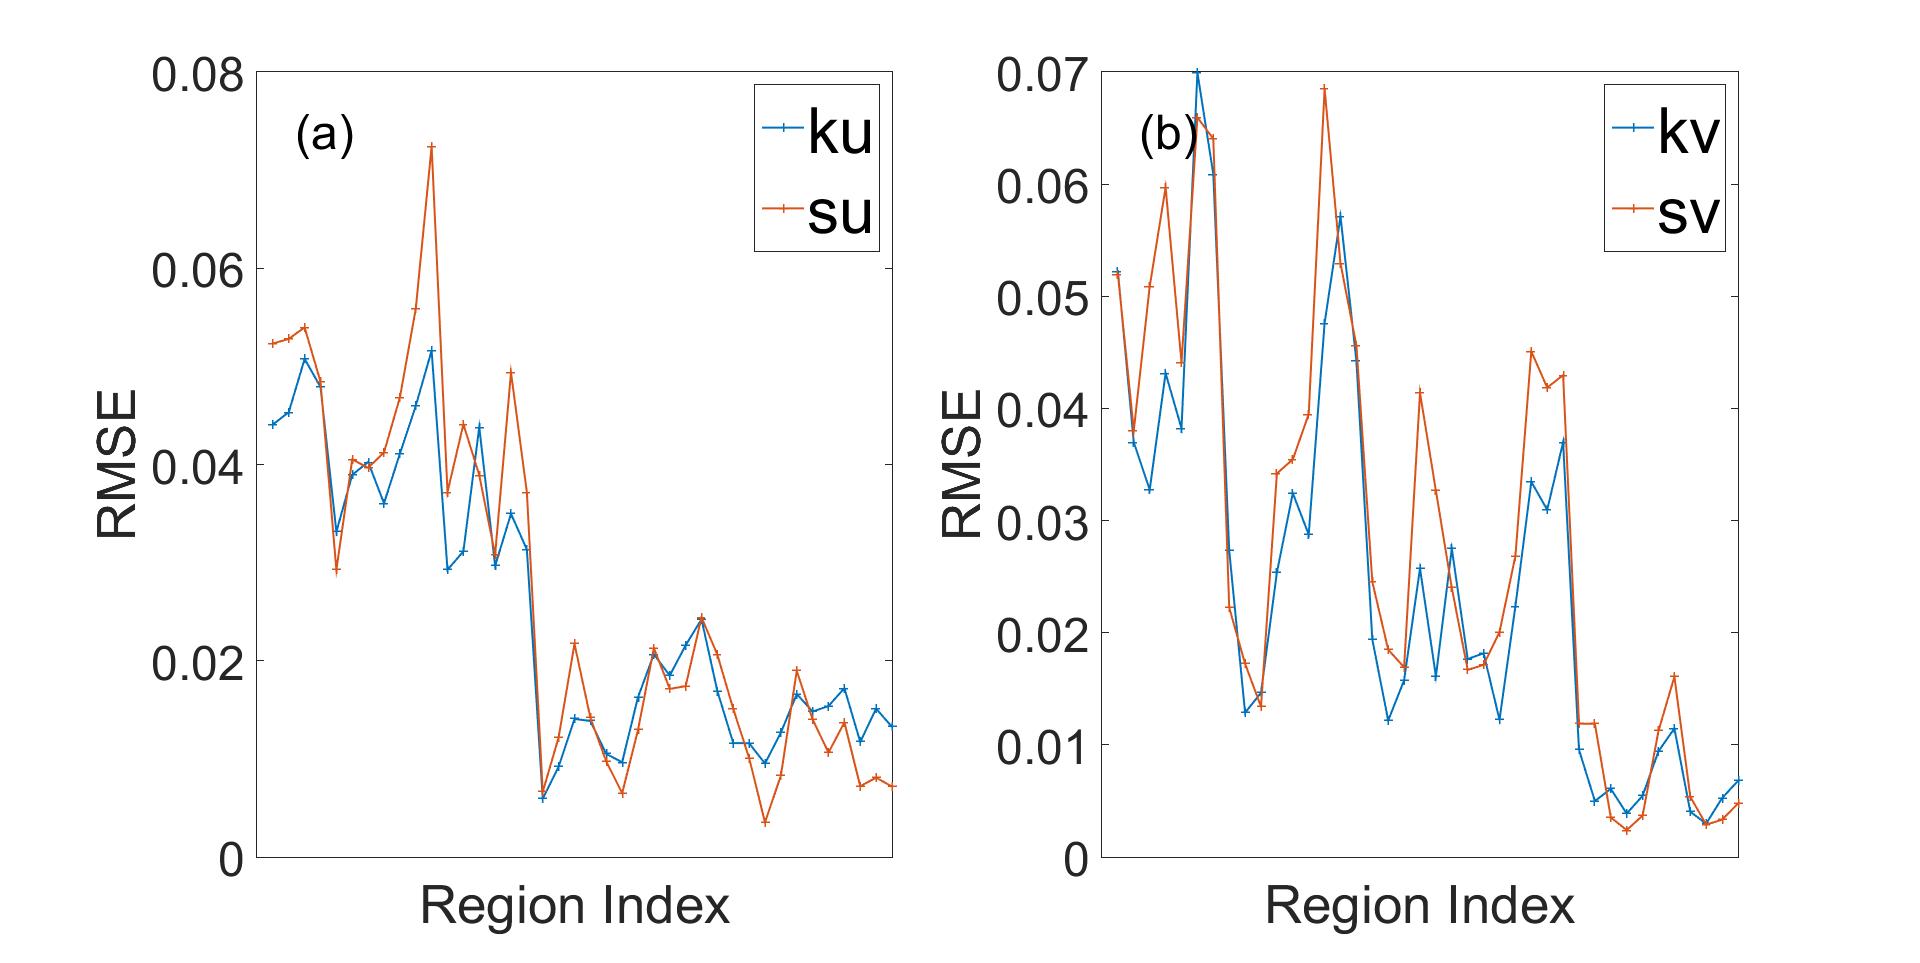 (a)
ku
su
0.08
0.06
0.04
0.02
0
RMSE
Region Index
(b)
kv
sv
0.07
0.06
0.05
0.04
0.03
0.02
0.01
0
RMSE
Region Index